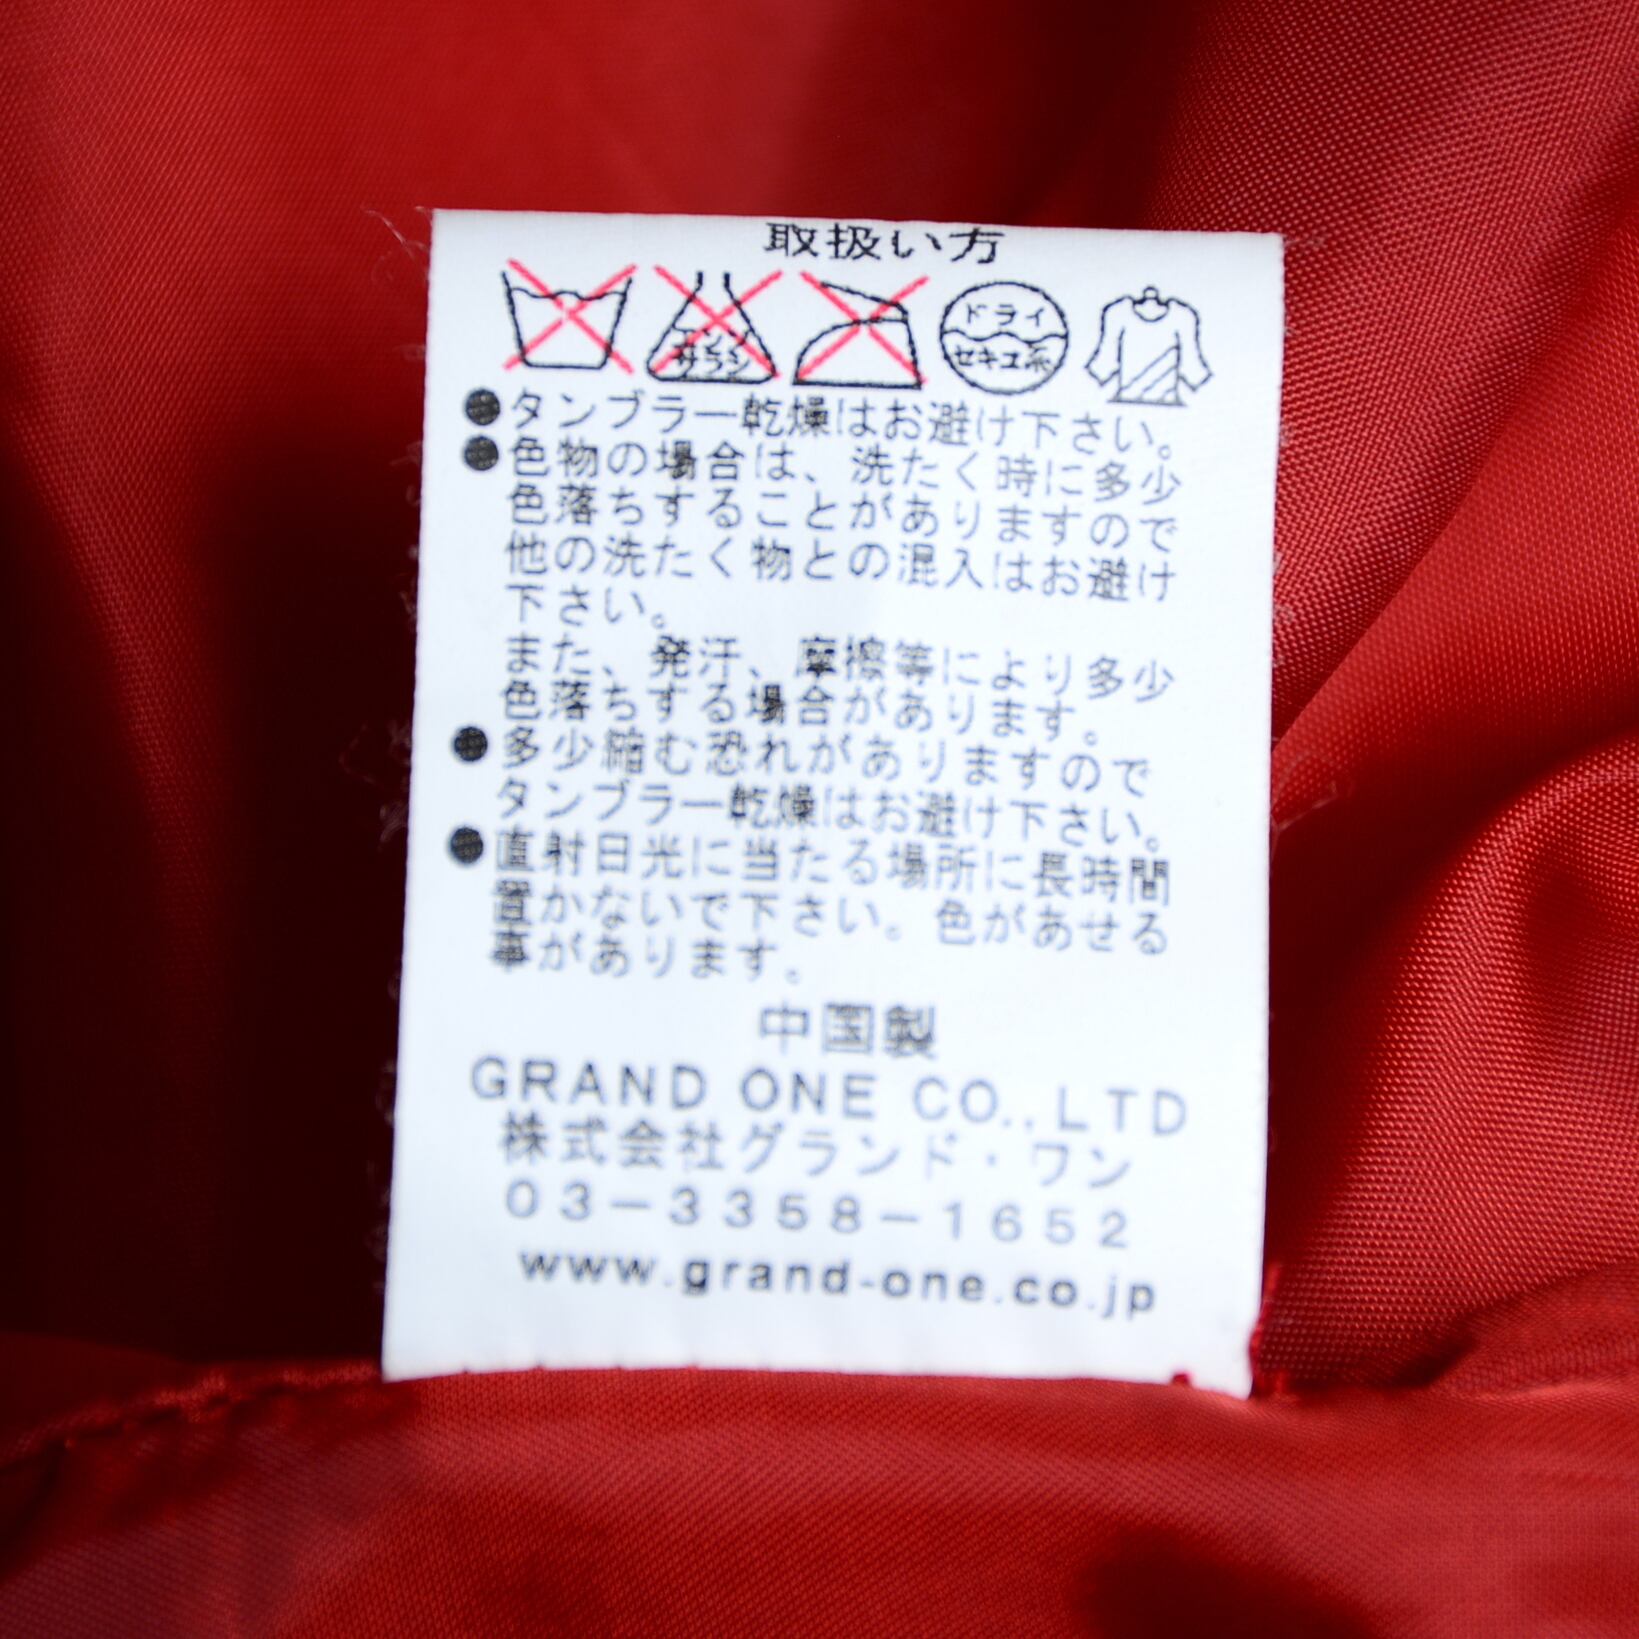 取扱い方
エンソ サラシ
ドライ
セキユ系
●タンブラー乾燥はお避け下さい。
●色物の場合は、洗たく時に多少
色落ちすることがありますので
他の洗たく物との混入はお避け
下さい。
また、発汗、摩擦等により多少
色落ちする場合があります。
●多少縮む恐れがありますので
タンブラー乾燥はお避け下さい。
●直射日光に当たる場所に長時間
置かないで下さい。色があせる
事があります。
中国製
GRAND ONE CO.,LTD
株式会社グランド・ワン
03-3358-1652
www.grand-one.co.jp